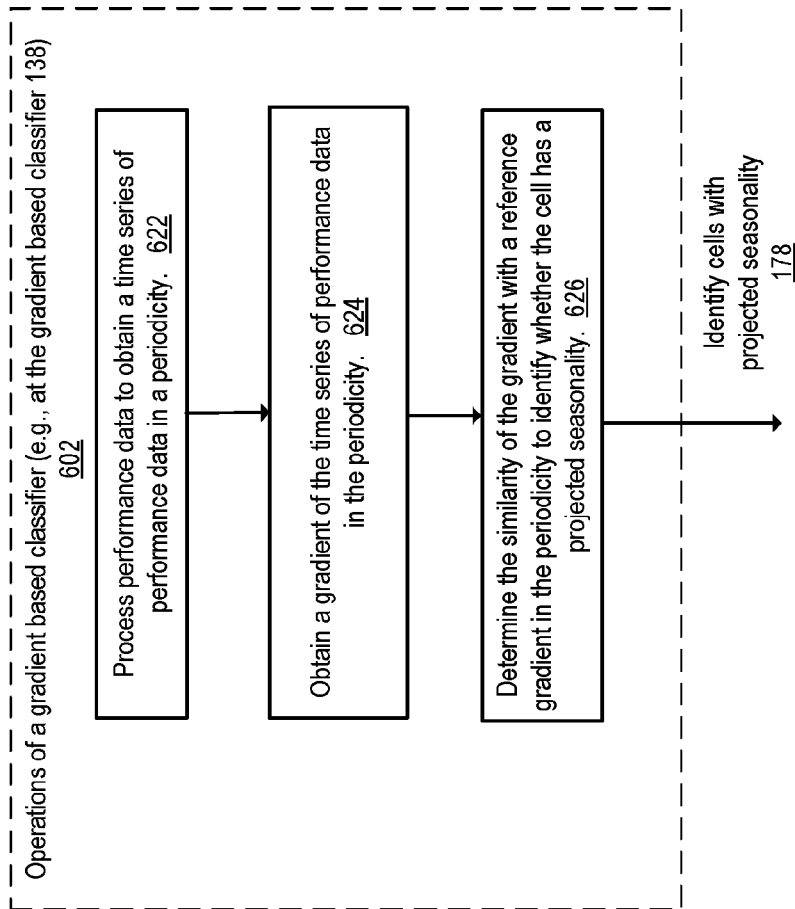 Operations of a gradient based classifier (e.g., at the gradient based classifier 138)
602
Process performance data to obtain a time series of
performance data in a periodicity. 622
Obtain a gradient of the time series of performance data
in the periodicity. 624
Determine the similarity of the gradient with a reference
gradient in the periodicity to identify whether the cell has a
projected seasonality. 626
Identify cells with
projected seasonality
178